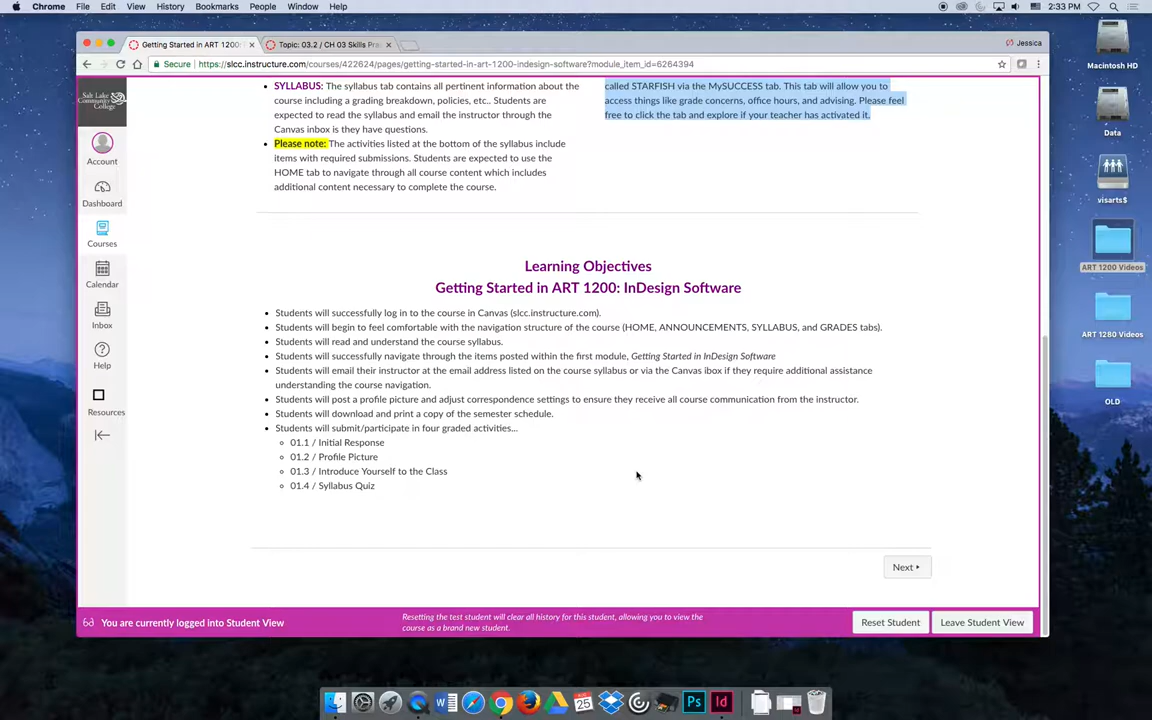 Chrome File Edit View History Bookmarks People Window Help 2:33 PM
Getting Started in ART 1200: Topic: 03.2 / CH 03 Skills Pra Jessica
Secure https://slcc.instructure.com/courses/422624/pages/getting-started-in-art-1200-indesign-software?module_item_id=6264394
Macintosh HD
Data
visarts$
ART 1200 Videos
ART 1280 Videos
OLD
Salt Lake
Community
College
Account
Dashboard
Courses
Calendar
Inbox
Help
Resources
SYLLABUS: The syllabus tab contains all pertinent information about the
course including a grading breakdown, policies, etc.. Students are
expected to read the syllabus and email the instructor through the
Canvas inbox is they have questions.
Please note: The activities listed at the bottom of the syllabus include
items with required submissions. Students are expected to use the
HOME tab to navigate through all course content which includes
additional content necessary to complete the course.
called STARFISH via the MySUCCESS tab. This tab will allow you to
access things like grade concerns, office hours, and advising. Please feel
free to click the tab and explore if your teacher has activated it.
Learning Objectives
Getting Started in ART 1200: InDesign Software
Students will successfully log in to the course in Canvas (slcc.instructure.com).
Students will begin to feel comfortable with the navigation structure of the course (HOME, ANNOUNCEMENTS, SYLLABUS, and GRADES tabs).
Students will read and understand the course syllabus.
Students will successfully navigate through the items posted within the first module, Getting Started in InDesign Software
Students will email their instructor at the email address listed on the course syllabus or via the Canvas ibox if they require additional assistance
understanding the course navigation.
Students will post a profile picture and adjust correspondence settings to ensure they receive all course communication from the instructor.
Students will download and print a copy of the semester schedule.
Students will submit/participate in four graded activities...
01.1 / Initial Response
01.2 / Profile Picture
01.3 / Introduce Yourself to the Class
01.4 / Syllabus Quiz
Next
You are currently logged into Student View
Resetting the test student will clear all history for this student, allowing you to view the
course as a brand new student.
Reset Student Leave Student View
W 25 Ps Id